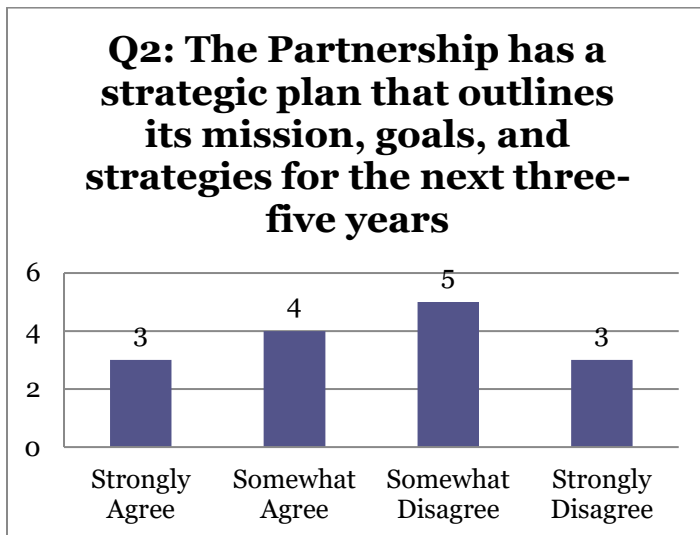 Q2: The Partnership has a
strategic plan that outlines
its mission, goals, and
strategies for the next three-
five years
6
5
4
4
3
3
2
0
Strongly Agree
Somewhat Agree
Somewhat Disagree
Strongly Disagree